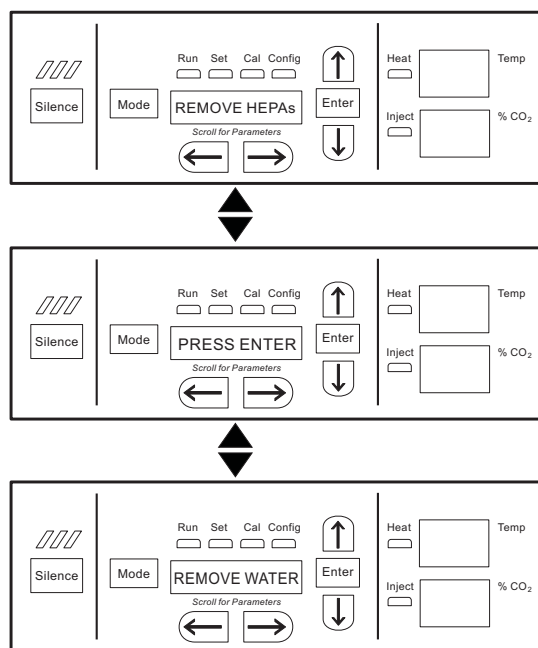 Run Set Cal Config Heat Temp
Silence Mode REMOVE HEPAs Enter
Inject % CO₂
Scroll for Parameters
Run Set Cal Config Heat Temp
Silence Mode PRESS ENTER Enter
Inject % CO₂
Scroll for Parameters
Run Set Cal Config Heat Temp
Silence Mode REMOVE WATER Enter
Inject % CO₂
Scroll for Parameters